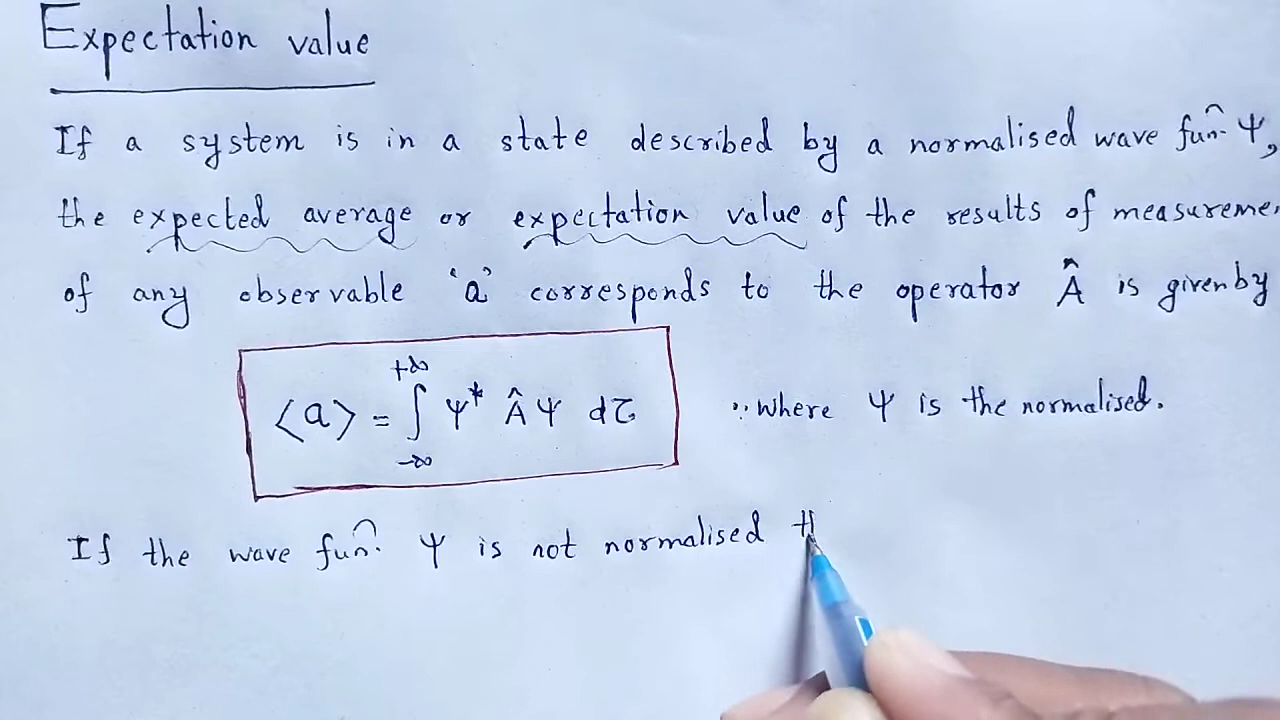 Expectation value
If a system is in a state described by a normalised wave fun. Ψ,
the expected average or expectation value of the results of measuremen
of any observable 'a' corresponds to the operator Â is given by
<a> = ∫ Ψ* Â Ψ dτ
+∞
-∞
∵ where Ψ is the normalised.
If the wave fun. Ψ is not normalised